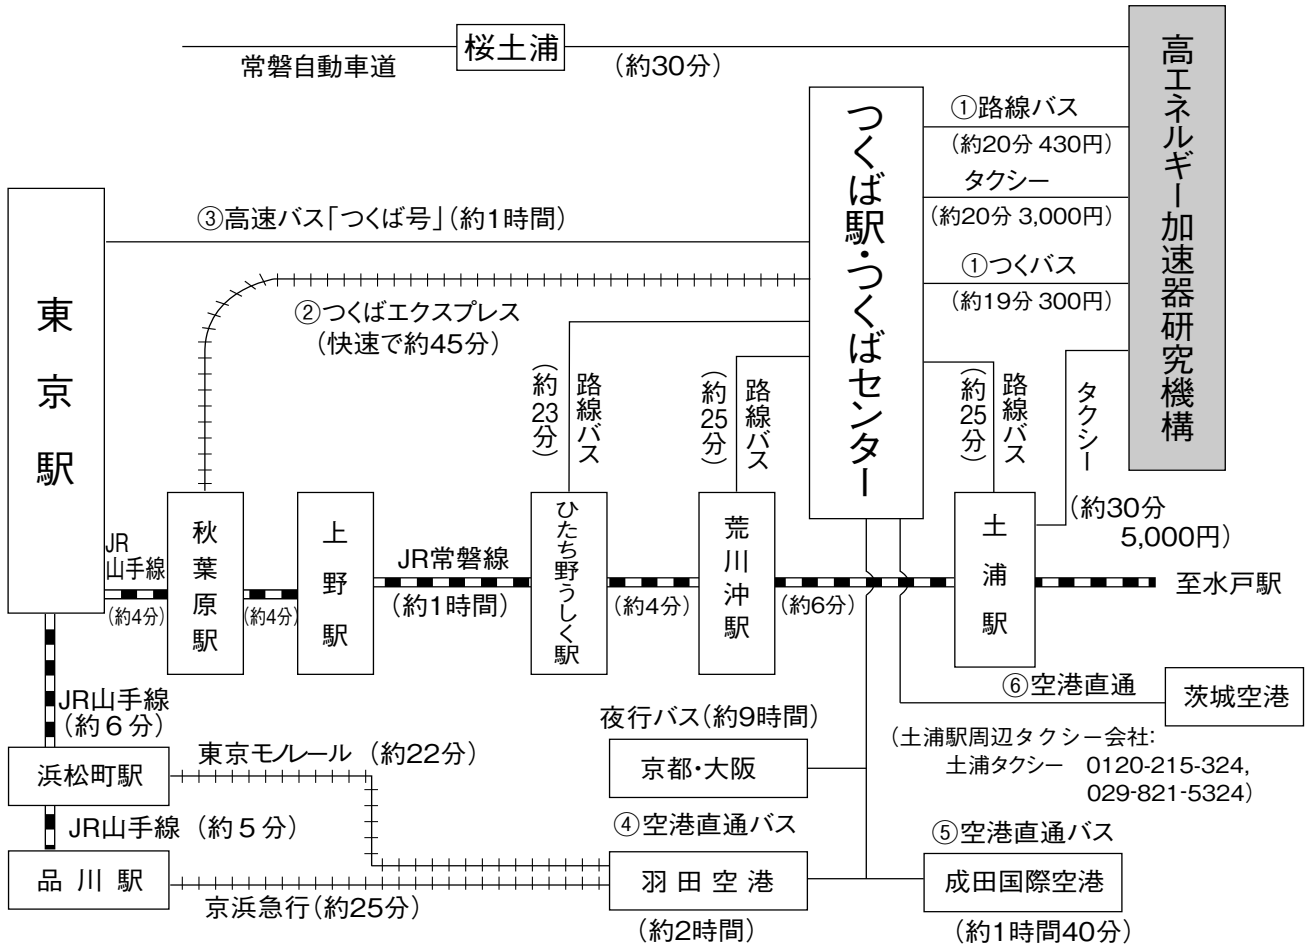 桜土浦
常磐自動車道
(約30分)
高エネルギー加速器研究機構
つくば駅・つくばセンター
①路線バス
(約20分 430円)
タクシー
(約20分 3,000円)
①つくバス
(約19分 300円)
東京駅
③高速バス「つくば号」(約1時間)
②つくばエクスプレス
(快速で約45分)
路線バス
(約23分)
路線バス
(約25分)
路線バス
(約25分)
タクシー
(約30分
5,000円)
JR
山手線
(約4分)
秋葉原駅
(約4分)
上野駅
JR常磐線
(約1時間)
ひたち野うしく駅
(約4分)
荒川沖駅
(約6分)
土浦駅
至水戸駅
JR山手線
(約6分)
浜松町駅
東京モノレール (約22分)
JR山手線 (約5分)
品川駅
京浜急行(約25分)
夜行バス(約9時間)
京都・大阪
④空港直通バス
羽田空港
(約2時間)
⑤空港直通バス
成田国際空港
(約1時間40分)
⑥空港直通
茨城空港
(土浦駅周辺タクシー会社:
土浦タクシー 0120-215-324,
029-821-5324)